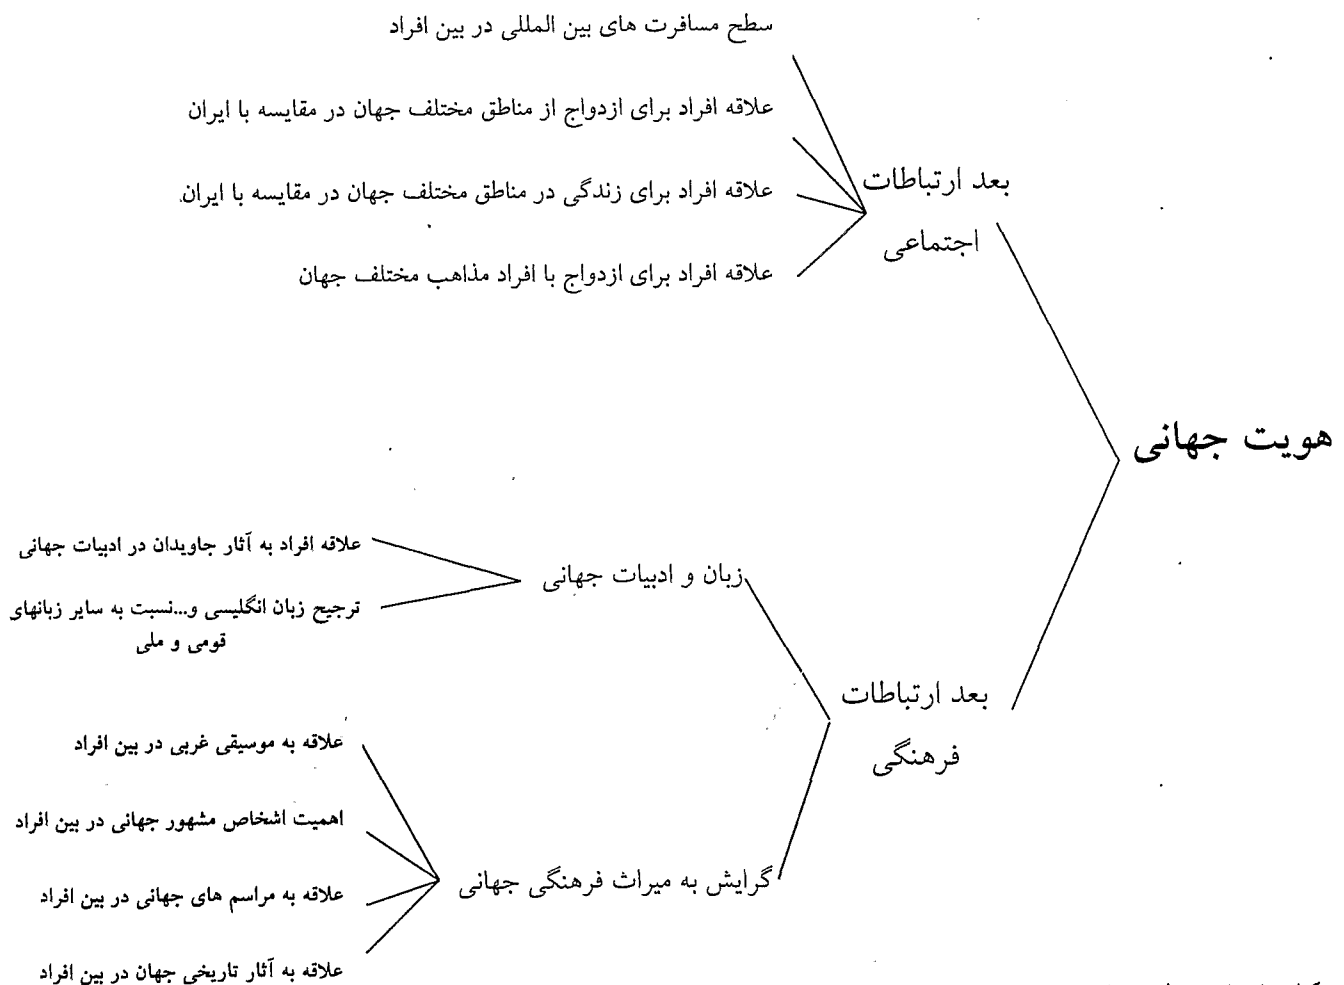 سطح مسافرت های بین المللی در بین افراد
علاقه افراد برای ازدواج از مناطق مختلف جهان در مقایسه با ایران
علاقه افراد برای زندگی در مناطق مختلف جهان در مقایسه با ایران
علاقه افراد برای ازدواج با افراد مذاهب مختلف جهان
بعد ارتباطات
اجتماعی
هویت جهانی
زبان و ادبیات جهانی
علاقه افراد به آثار جاویدان در ادبیات جهانی
ترجیح زبان انگلیسی و...نسبت به سایر زبانهای
قومی و ملی
بعد ارتباطات
فرهنگی
گرایش به میراث فرهنگی جهانی
علاقه به موسیقی غربی در بین افراد
اهمیت اشخاص مشهور جهانی در بین افراد
علاقه به مراسم های جهانی در بین افراد
علاقه به آثار تاریخی جهان در بین افراد